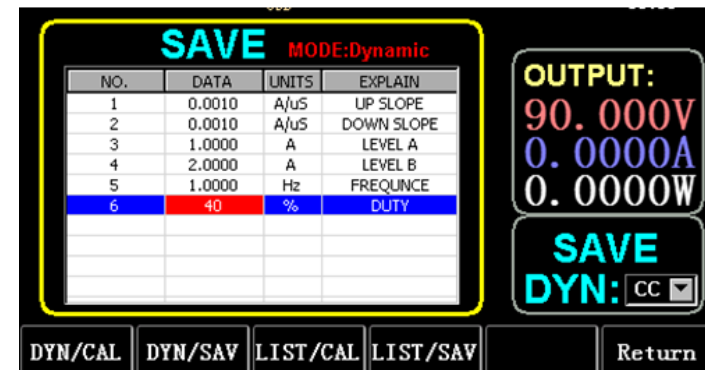 SAVE MODE:Dynamic
NO. DATA UNITS EXPLAIN
1 0.0010 A/uS UP SLOPE
2 0.0010 A/uS DOWN SLOPE
3 1.0000 A LEVEL A
4 2.0000 A LEVEL B
5 1.0000 Hz FREQUNCE
6 40 % DUTY
OUTPUT:
90.000V
0.0000A
0.0000W
SAVE
DYN: CC
DYN/CAL DYN/SAV LIST/CAL LIST/SAV Return